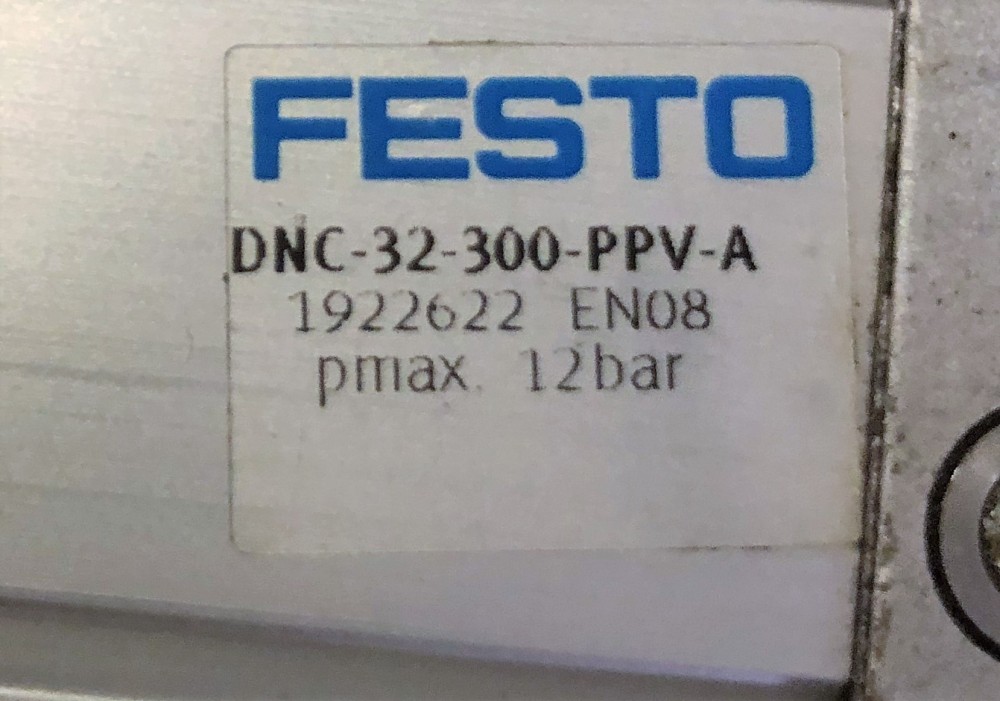 FESTO
DNC-32-300-PPV-A
1922622 EN08
pmax. 12bar